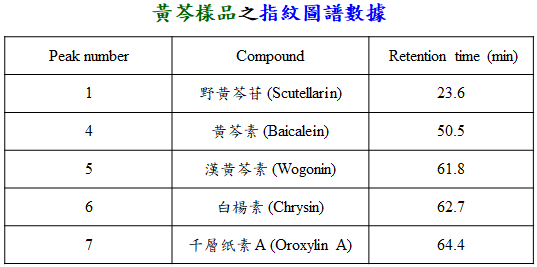 黃芩樣品之指紋圖譜數據
Peak number Compound Retention time (min)
1 野黃芩苷 (Scutellarin) 23.6
4 黃芩素 (Baicalein) 50.5
5 漢黃芩素 (Wogonin) 61.8
6 白楊素 (Chrysin) 62.7
7 千層纸素 A (Oroxylin A) 64.4